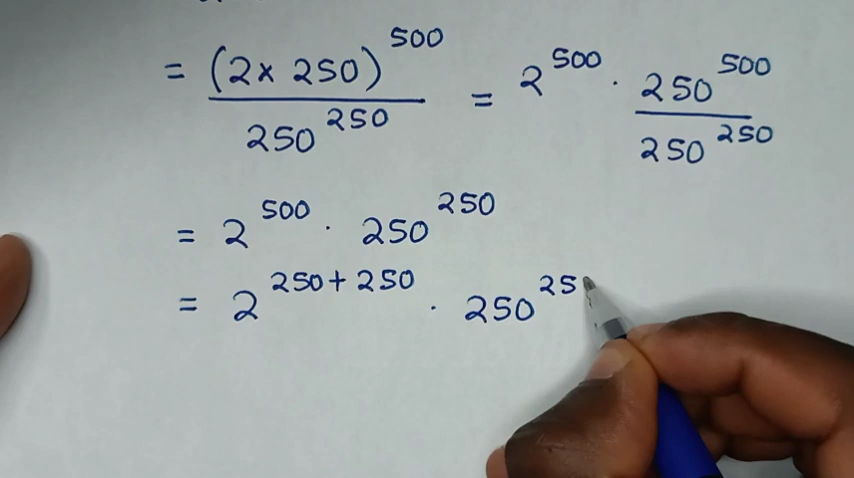 = (2 × 250)^500 / 250^250 = 2^500 · 250^500 / 250^250
= 2^500 · 250^250
= 2^250+250 · 250^25